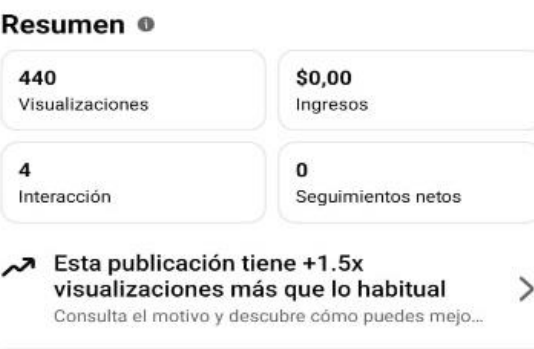 Resumen
440
Visualizaciones
$0,00
Ingresos
4
Interacción
0
Seguimientos netos
Esta publicación tiene +1.5x
visualizaciones más que lo habitual
Consulta el motivo y descubre cómo puedes mejo...